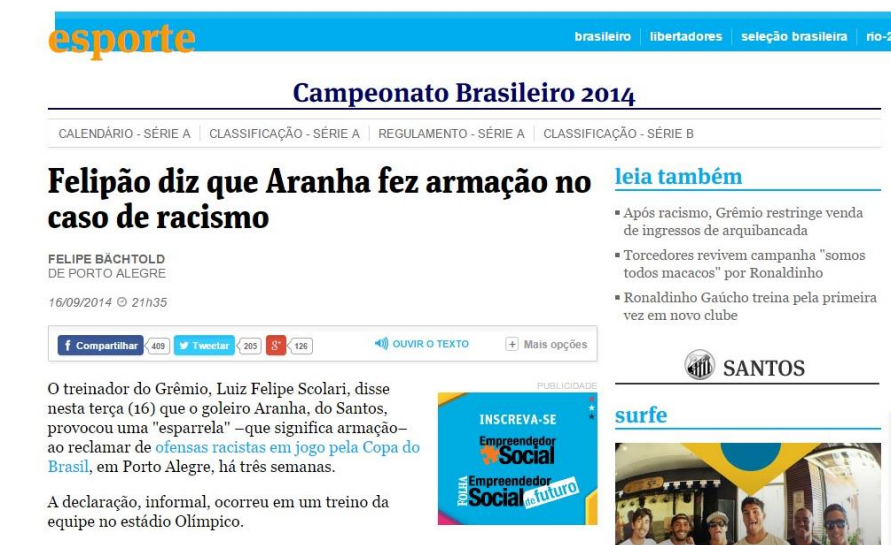 esporte
brasileiro libertadores seleção brasileira rio-2
Campeonato Brasileiro 2014
CALENDÁRIO - SÉRIE A CLASSIFICAÇÃO - SÉRIE A REGULAMENTO - SÉRIE A CLASSIFICAÇÃO - SÉRIE B
Felipão diz que Aranha fez armação no
caso de racismo
FELIPE BÄCHTOLD
DE PORTO ALEGRE
16/09/2014 21h35
Compartilhar 409 Tweetar 205 8+ 126 OUVIR O TEXTO + Mais opções
O treinador do Grêmio, Luiz Felipe Scolari, disse
nesta terça (16) que o goleiro Aranha, do Santos,
provocou uma "esparrela" –que significa armação–
ao reclamar de ofensas racistas em jogo pela Copa do
Brasil, em Porto Alegre, há três semanas.
A declaração, informal, ocorreu em um treino da
equipe no estádio Olímpico.
PUBLICIDADE
INSCREVA-SE
Empreendedor
Social
FOLHA
Empreendedor
Social de futuro
leia também
Após racismo, Grêmio restringe venda
de ingressos de arquibancada
Torcedores revivem campanha "somos
todos macacos" por Ronaldinho
Ronaldinho Gaúcho treina pela primeira
vez em novo clube
SANTOS
surfe